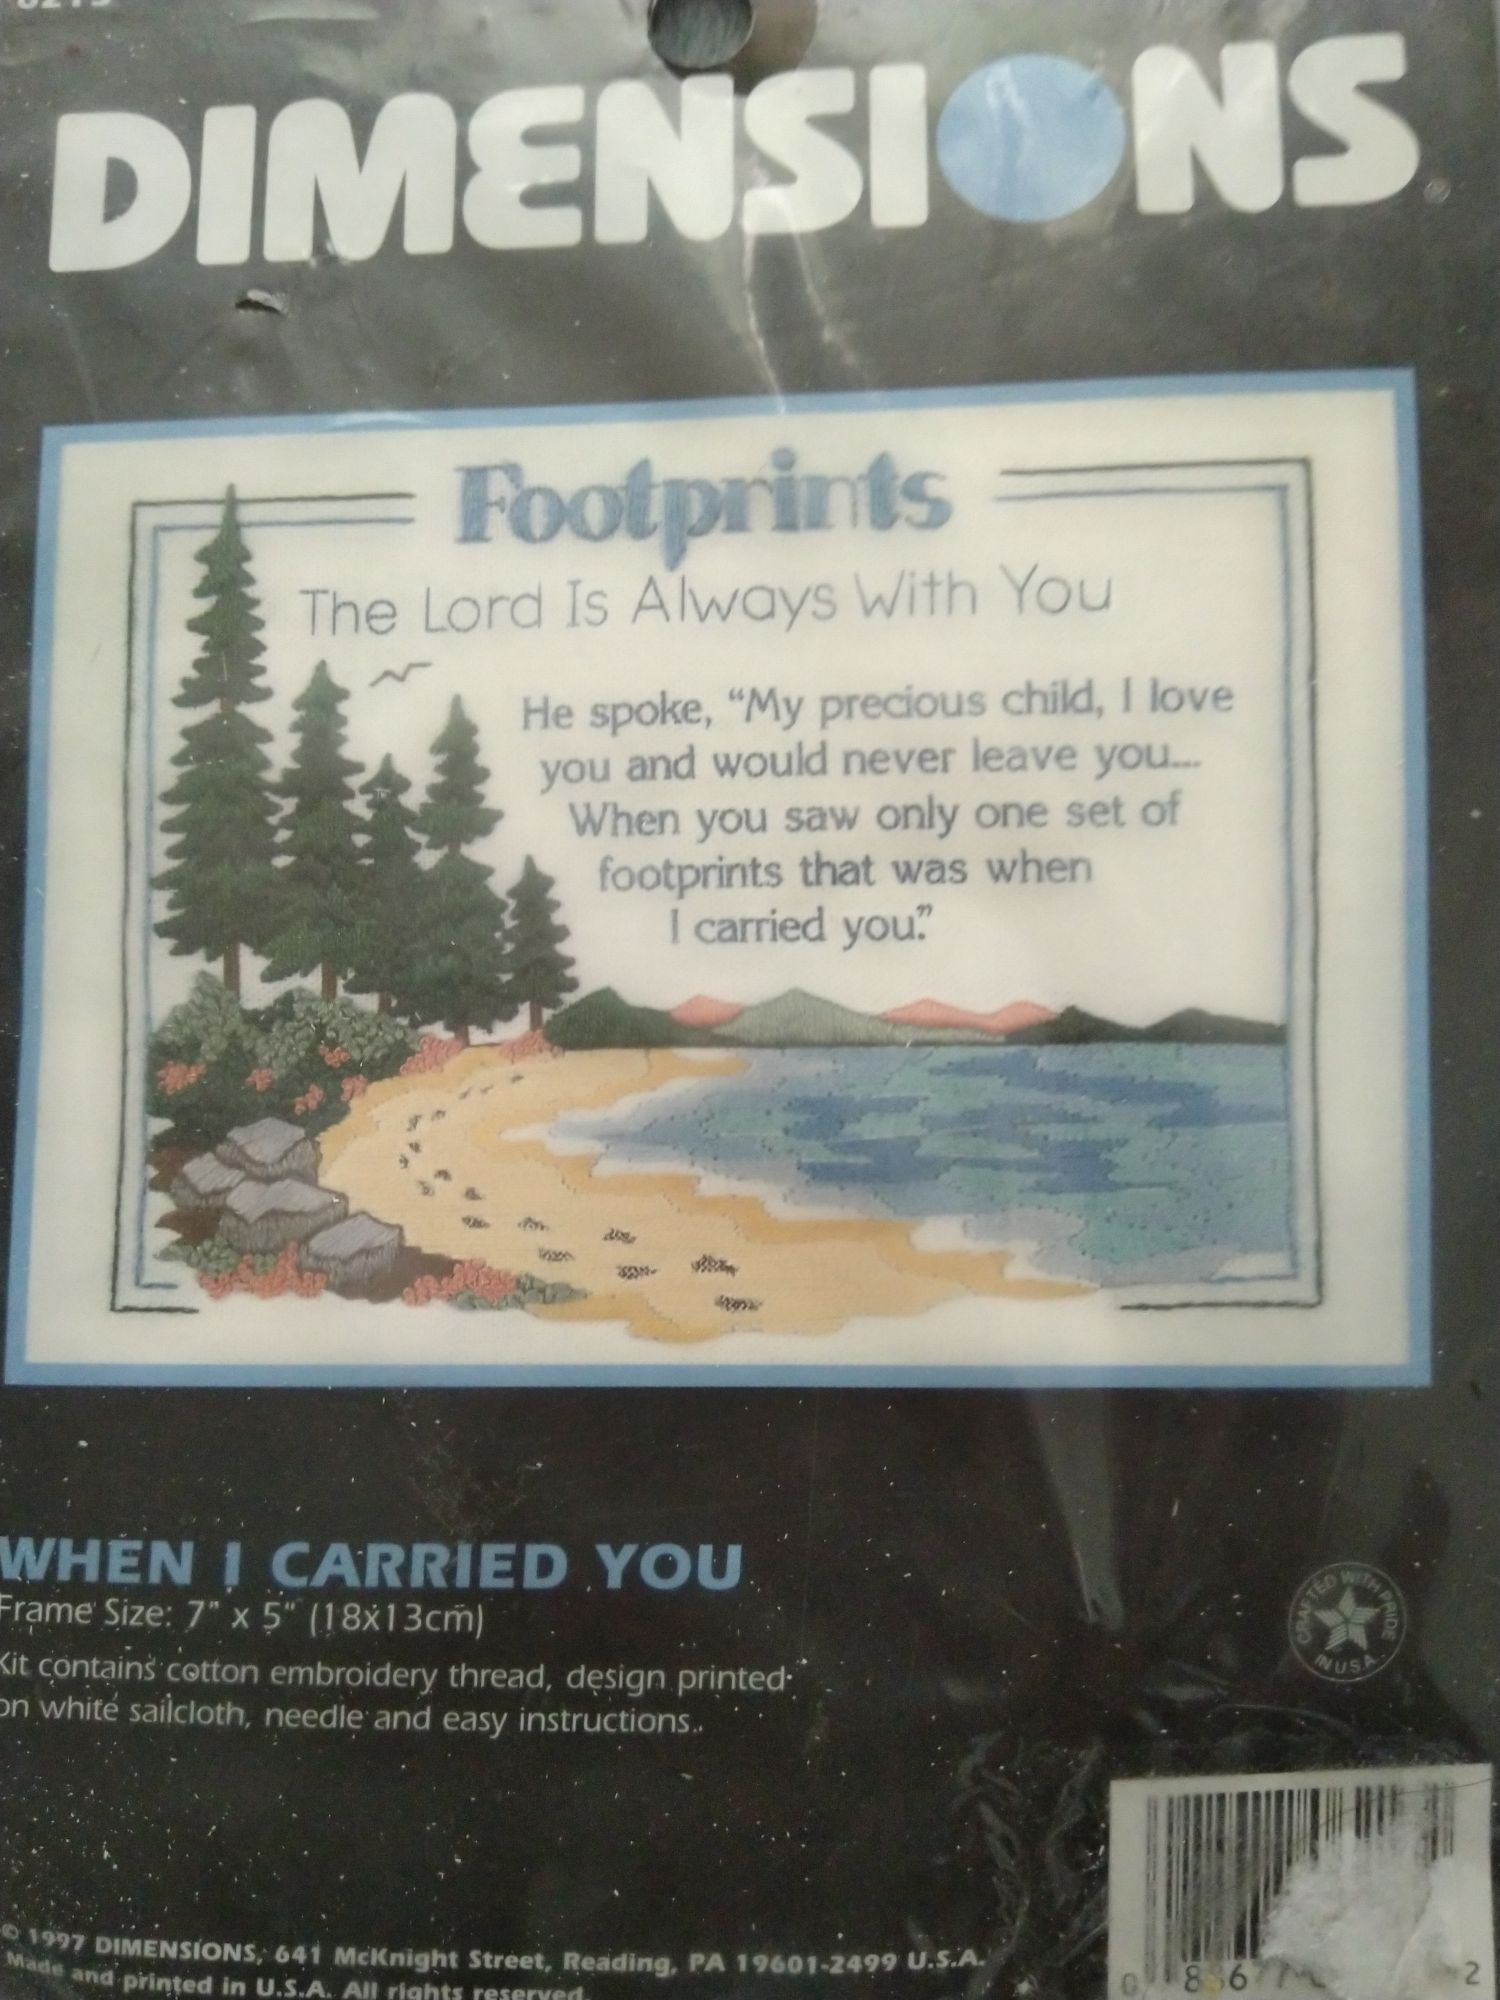 DIMENSIONS
Footprints
The Lord Is Always With You
He spoke, “My precious child, I love
you and would never leave you...
When you saw only one set of
footprints that was when
I carried you.”
WHEN I CARRIED YOU
Frame Size: 7" x 5" (18x13cm)
Kit contains cotton embroidery thread, design printed
on white sailcloth, needle and easy instructions.
CRAFTED WITH PRIDE
IN U.S.A.
© 1997 DIMENSIONS, 641 McKnight Street, Reading, PA 19601-2499 U.S.A.
Made and printed in U.S.A. All rights reserved.
0 2